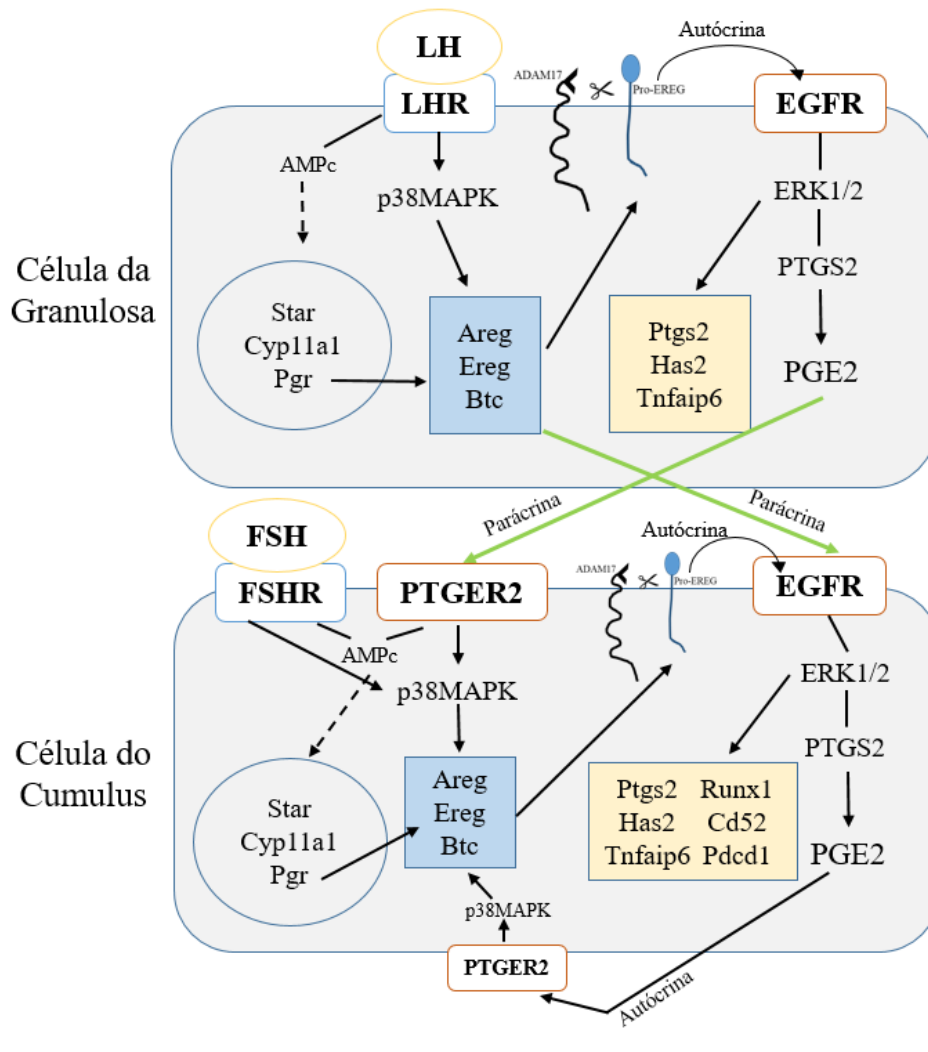 LH
LHR
ADAM17
Pro-EREG
Autócrina
EGFR
AMPc
p38MAPK
ERK1/2
PTGS2
PGE2
Célula da
Granulosa
Star
Cyp11a1
Pgr
Areg
Ereg
Btc
Ptgs2
Has2
Tnfaip6
Parácrina
Parácrina
FSH
FSHR
PTGER2
ADAM17
Pro-EREG
Autócrina
EGFR
AMPc
p38MAPK
ERK1/2
PTGS2
PGE2
Célula do
Cumulus
Star
Cyp11a1
Pgr
Areg
Ereg
Btc
Ptgs2 Runx1
Has2 Cd52
Tnfaip6 Pdcd1
p38MAPK
PTGER2
Autócrina